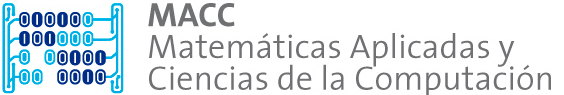 MACC
Matemáticas Aplicadas y
Ciencias de la Computación